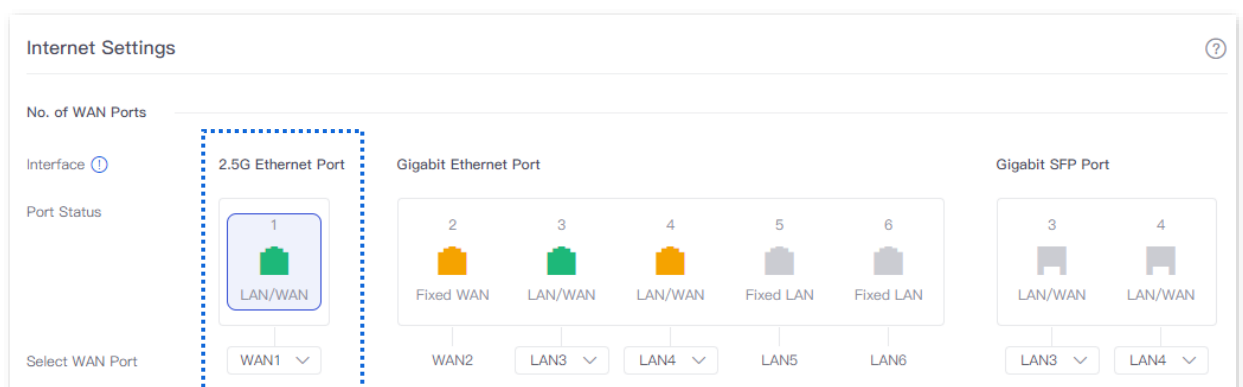 Internet Settings
?
No. of WAN Ports
Interface ! 2.5G Ethernet Port Gigabit Ethernet Port Gigabit SFP Port
Port Status
1 2 3 4 5 6 3 4
LAN/WAN Fixed WAN LAN/WAN LAN/WAN Fixed LAN Fixed LAN LAN/WAN LAN/WAN
Select WAN Port WAN1 WAN2 LAN3 LAN4 LAN5 LAN6 LAN3 LAN4